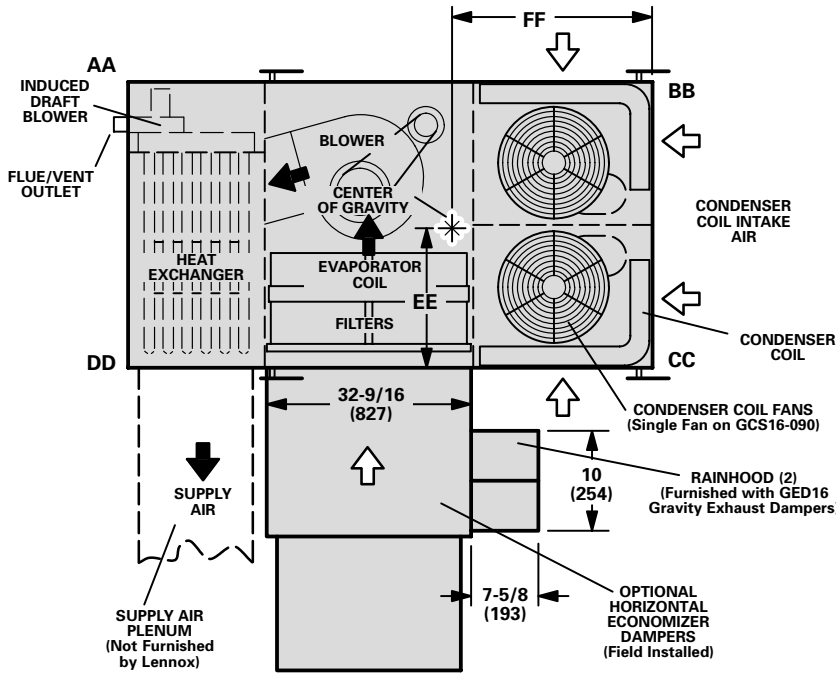 FF
AA
INDUCED
DRAFT
BLOWER
BB
BLOWER
FLUE/VENT
OUTLET
CENTER
OF GRAVITY
CONDENSER
COIL INTAKE
AIR
HEAT
EXCHANGER
EVAPORATOR
COIL
EE
FILTERS
CONDENSER
COIL
DD
CC
32-9/16
(827)
CONDENSER COIL FANS
(Single Fan on GCS16-090)
10
(254)
RAINHOOD (2)
(Furnished with GED16
Gravity Exhaust Dampers)
SUPPLY
AIR
7-5/8
(193)
OPTIONAL
HORIZONTAL
ECONOMIZER
DAMPERS
(Field Installed)
SUPPLY AIR
PLENUM
(Not Furnished
by Lennox)